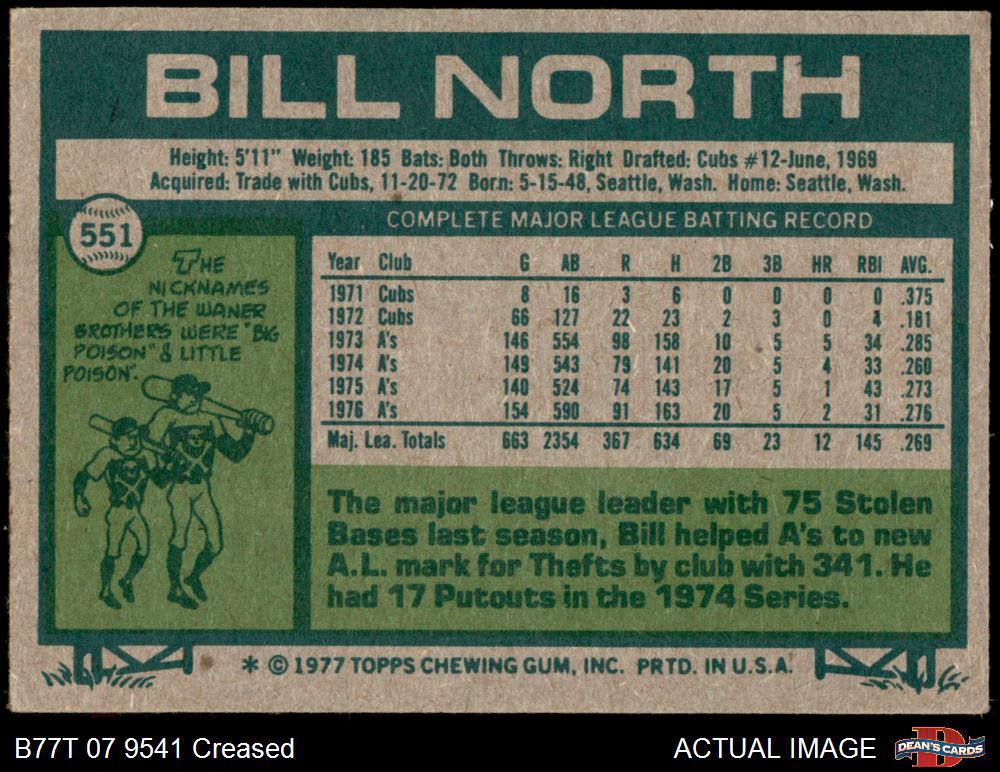 BILL NORTH
Height: 5'11" Weight: 185 Bats: Both Throws: Right Drafted: Cubs #12-June, 1969
Acquired: Trade with Cubs, 11-20-72 Born: 5-15-48, Seattle, Wash. Home: Seattle, Wash.
551
COMPLETE MAJOR LEAGUE BATTING RECORD
THE
NICKNAMES
OF THE WANER
BROTHERS WERE "BIG
POISON" & LITTLE
POISON".
Year Club G AB R H 2B 3B HR RBI AVG.
1971 Cubs 8 16 3 6 0 0 0 0 .375
1972 Cubs 66 127 22 23 2 3 0 4 .181
1973 A's 146 554 98 158 10 5 5 34 .285
1974 A's 149 543 79 141 20 5 4 33 .260
1975 A's 140 524 74 143 17 5 1 43 .273
1976 A's 154 590 91 163 20 5 2 31 .276
Maj. Lea. Totals 663 2354 367 634 69 23 12 145 .269
The major league leader with 75 Stolen
Bases last season, Bill helped A's to new
A.L. mark for Thefts by club with 341. He
had 17 Putouts in the 1974 Series.
* © 1977 TOPPS CHEWING GUM, INC. PRTD. IN U.S.A.
B77T 07 9541 Creased
ACTUAL IMAGE
DEAN'S CARDS